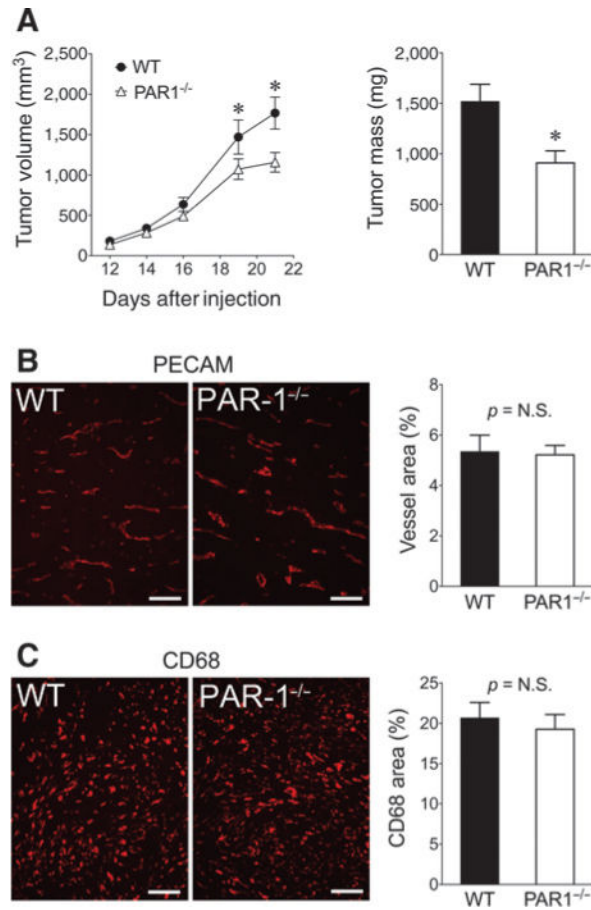 A
Tumor volume (mm³)
2,500
2,000
1,500
1,000
500
0
WT
PAR1⁻/⁻
*
*
12 14 16 18 20 22
Days after injection
Tumor mass (mg)
2,000
1,500
1,000
500
0
*
WT PAR1⁻/⁻
B
PECAM
WT
PAR-1⁻/⁻
Vessel area (%)
8
6
4
2
0
p = N.S.
WT PAR1⁻/⁻
C
CD68
WT
PAR-1⁻/⁻
CD68 area (%)
25
20
15
10
5
0
p = N.S.
WT PAR1⁻/⁻